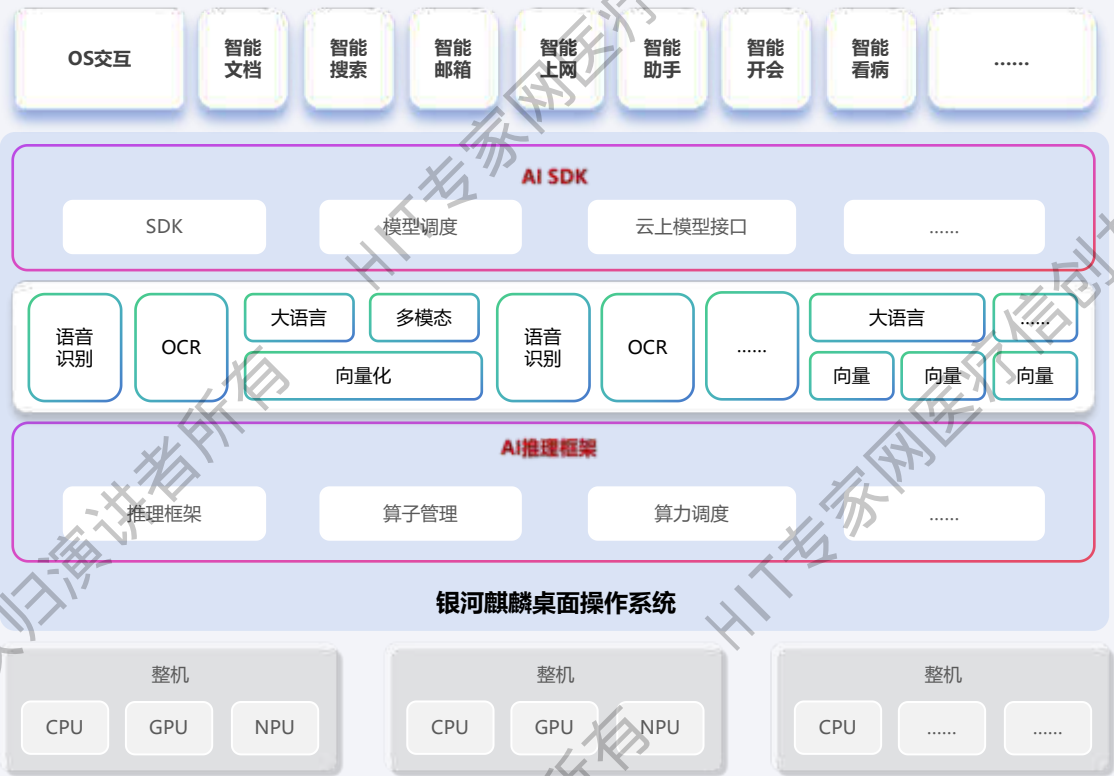 OS交互
智能
文档
智能
搜索
智能
邮箱
智能
上网
智能
助手
智能
开会
智能
看病
......
AI SDK
SDK
模型调度
云上模型接口
......
语音
识别
OCR
大语言
多模态
向量化
语音
识别
OCR
......
大语言
......
向量
向量
向量
AI推理框架
推理框架
算子管理
算力调度
......
银河麒麟桌面操作系统
整机
CPU
GPU
NPU
整机
CPU
GPU
NPU
整机
CPU
......
......
HIT专家网医疗
HIT专家网医疗信创
归演讲者所有
所有